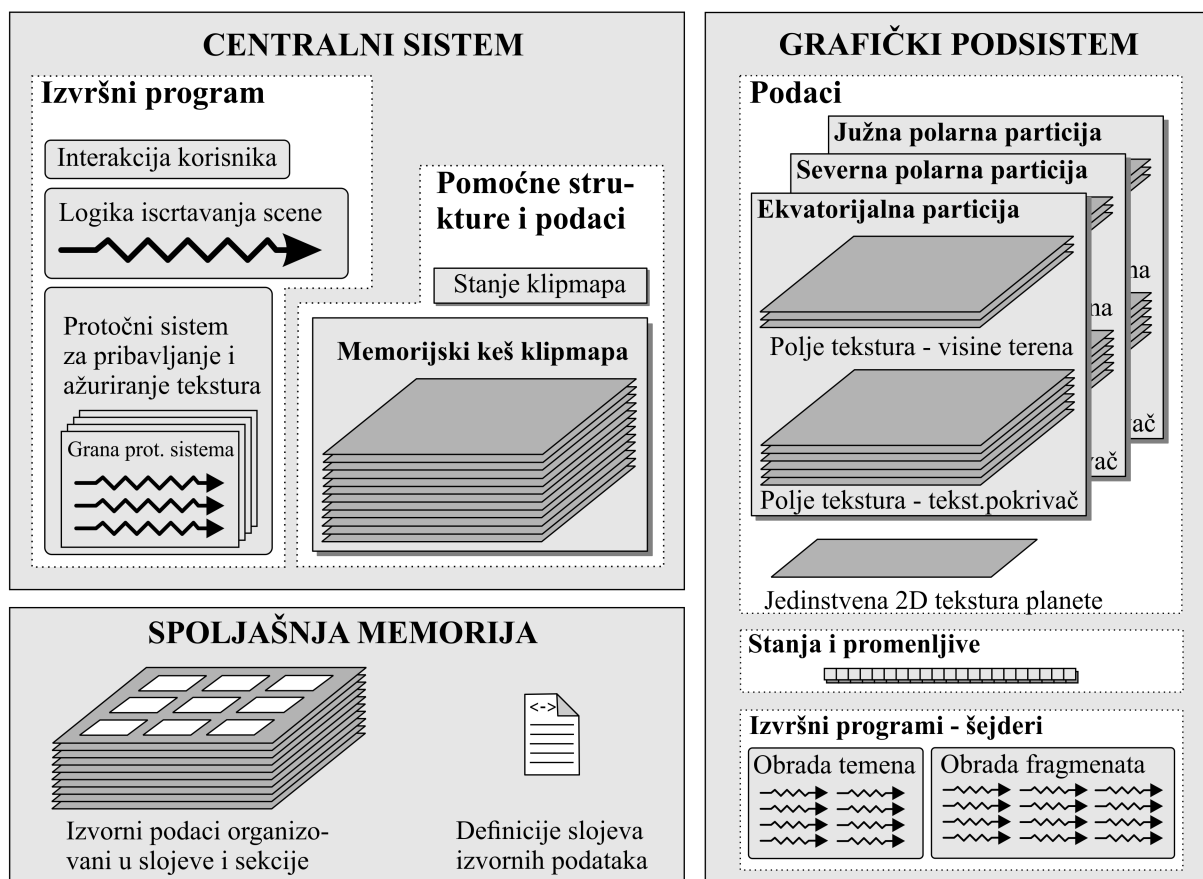 CENTRALNI SISTEM
Izvršni program
Interakcija korisnika
Logika iscrtavanja scene
Protočni sistem
za pribavljanje i
ažuriranje tekstura
Grana prot. sistema
Pomoćne stru-
kture i podaci
Stanje klipmapa
Memorijski keš klipmapa
SPOLJAŠNJA MEMORIJA
Izvorni podaci organizo-
vani u slojeve i sekcije
<->
Definicije slojeva
izvornih podataka
GRAFIČKI PODSISTEM
Podaci
Južna polarna particija
Severna polarna particija
Ekvatorijalna particija
na
na
Polje tekstura - visine terena
vač
vač
Polje tekstura - tekst.pokrivač
Jedinstvena 2D tekstura planete
Stanja i promenljive
Izvršni programi - šejderi
Obrada temena
Obrada fragmenata